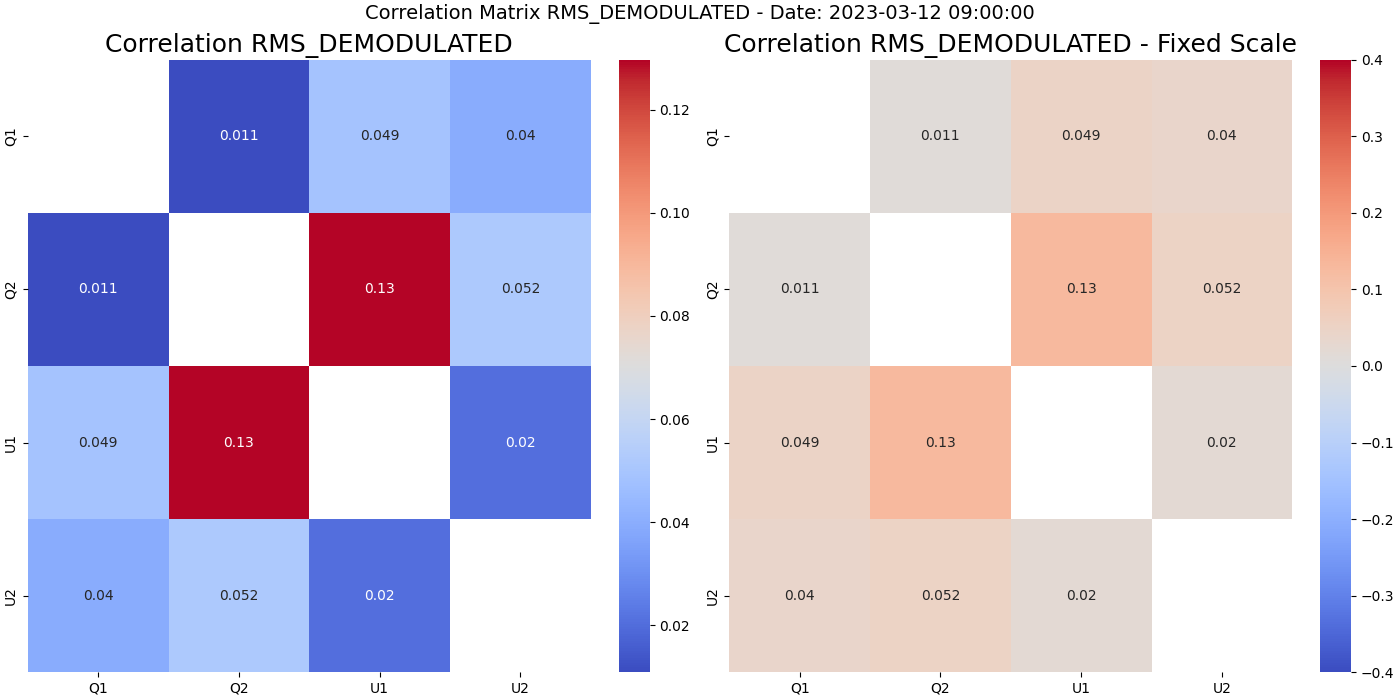 Correlation Matrix RMS_DEMODULATED - Date: 2023-03-12 09:00:00
Correlation RMS_DEMODULATED
Q1
0.011
0.049
0.04
Q2
0.011
0.13
0.052
U1
0.049
0.13
0.02
U2
0.04
0.052
0.02
Q1
Q2
U1
U2
0.12
0.10
0.08
0.06
0.04
0.02
Correlation RMS_DEMODULATED - Fixed Scale
Q1
0.011
0.049
0.04
Q2
0.011
0.13
0.052
U1
0.049
0.13
0.02
U2
0.04
0.052
0.02
Q1
Q2
U1
U2
0.4
0.3
0.2
0.1
0.0
−0.1
−0.2
−0.3
−0.4